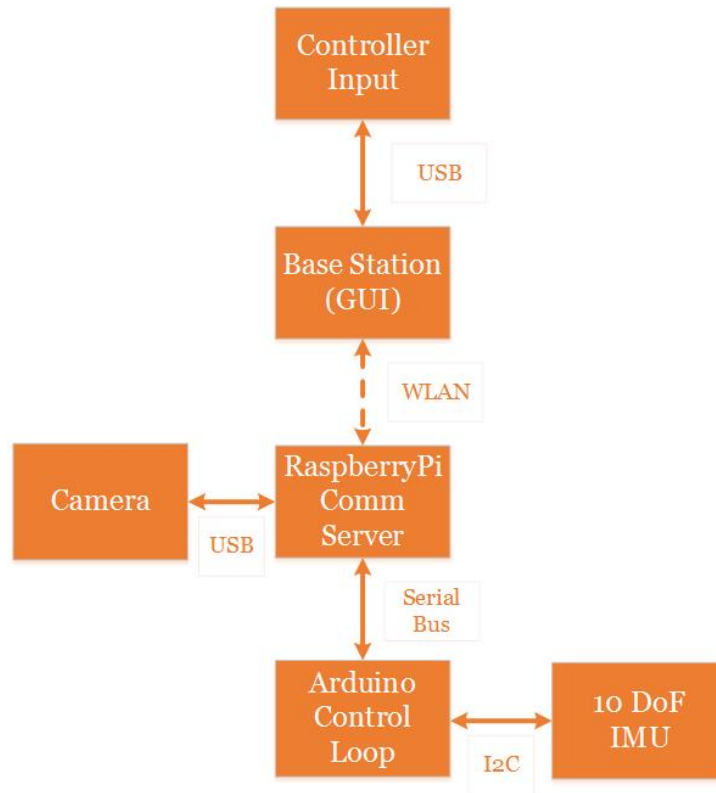 Controller
Input
USB
Base Station
(GUI)
WLAN
RaspberryPi
Comm
Server
Camera
USB
Serial
Bus
Arduino
Control
Loop
10 DoF
IMU
I2C